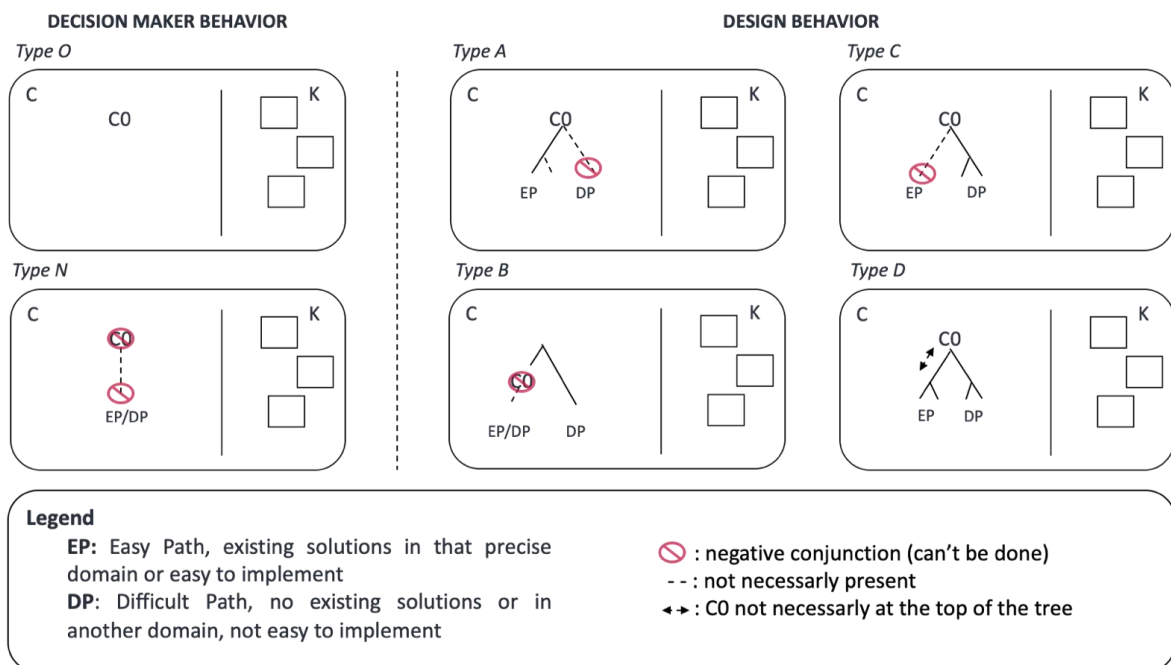 DECISION MAKER BEHAVIOR
DESIGN BEHAVIOR
Type O
C
K
C0
Type A
C
K
C0
EP
DP
Type C
C
K
C0
EP
DP
Type N
C
K
C0
EP/DP
Type B
C
K
C0
EP/DP
DP
Type D
C
K
C0
EP
DP
Legend
EP: Easy Path, existing solutions in that precise
domain or easy to implement
DP: Difficult Path, no existing solutions or in
another domain, not easy to implement
: negative conjunction (can't be done)
- - : not necessarly present
: C0 not necessarly at the top of the tree